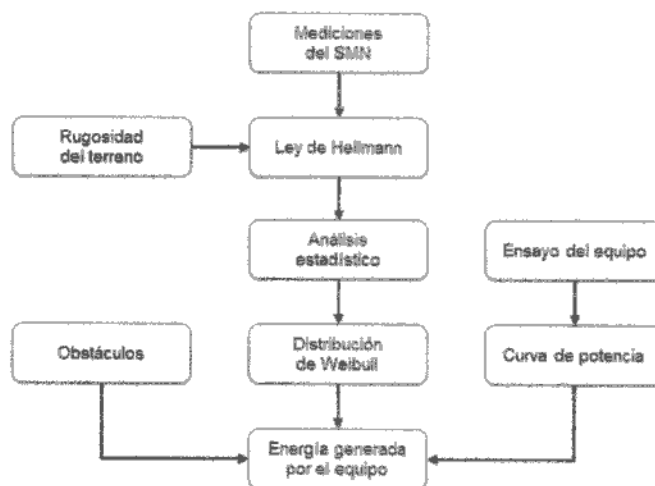 Mediciones
del SMN
Rugosidad
del terreno
Ley de Hellmann
Análisis
estadístico
Ensayo del equipo
Obstáculos
Distribución
de Weibull
Curva de potencia
Energía generada
por el equipo